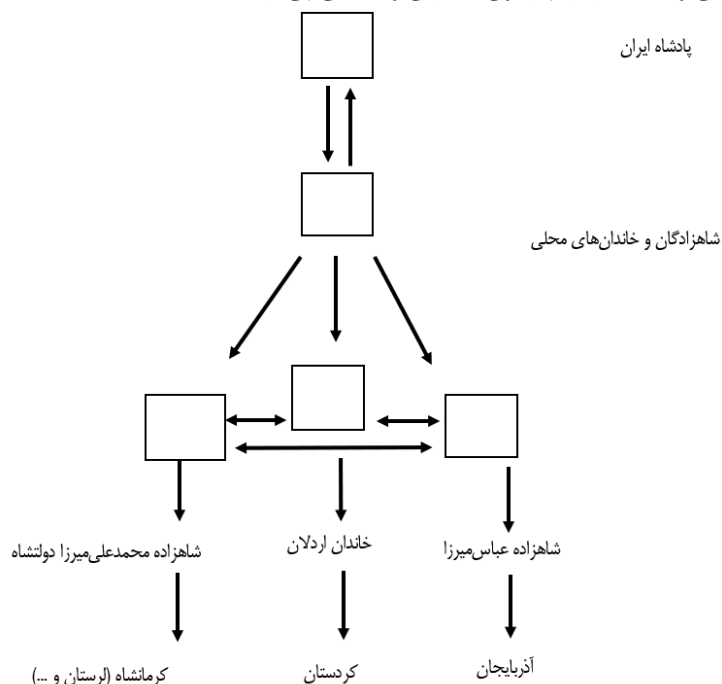 پادشاه ایران
شاهزادگان و خاندان‌های محلی
شاهزاده عباس‌میرزا
خاندان اردلان
شاهزاده محمدعلی‌میرزا دولتشاه
آذربایجان
کردستان
کرمانشاه (لرستان و ...)